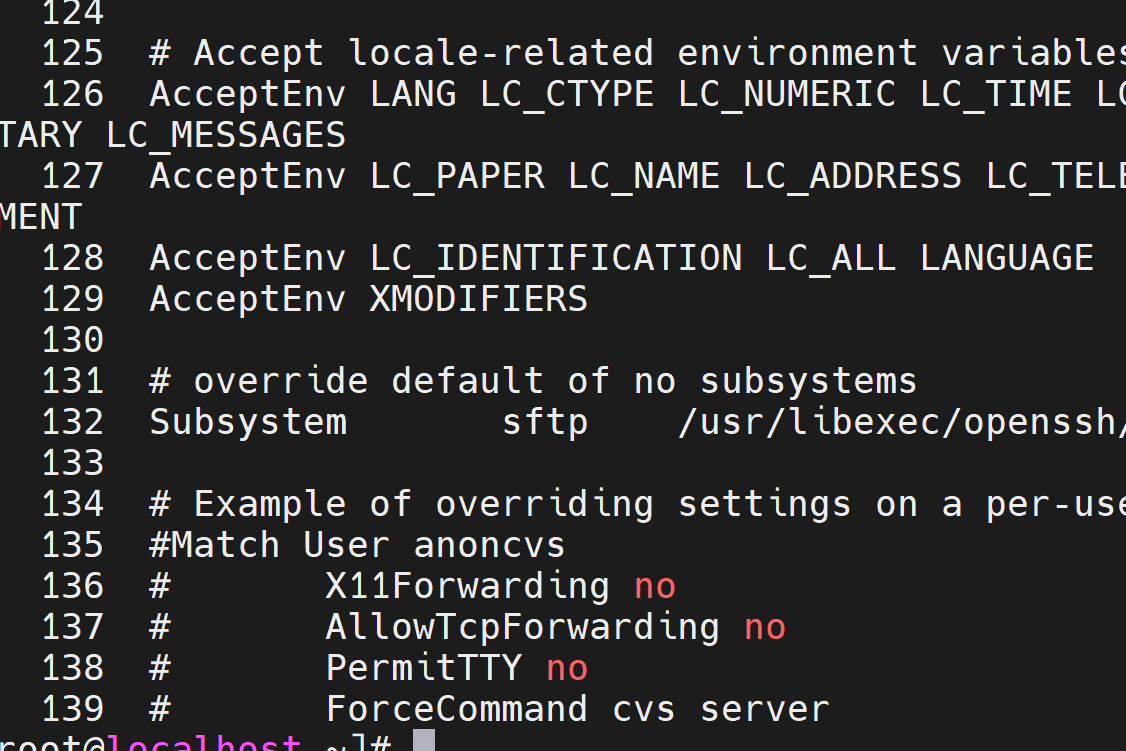 124
125 # Accept locale-related environment variables
126 AcceptEnv LANG LC_CTYPE LC_NUMERIC LC_TIME LC
TARY LC_MESSAGES
127 AcceptEnv LC_PAPER LC_NAME LC_ADDRESS LC_TELE
MENT
128 AcceptEnv LC_IDENTIFICATION LC_ALL LANGUAGE
129 AcceptEnv XMODIFIERS
130
131 # override default of no subsystems
132 Subsystem       sftp    /usr/libexec/openssh/
133
134 # Example of overriding settings on a per-use
135 #Match User anoncvs
136 #       X11Forwarding no
137 #       AllowTcpForwarding no
138 #       PermitTTY no
139 #       ForceCommand cvs server
root@localhost ~]#